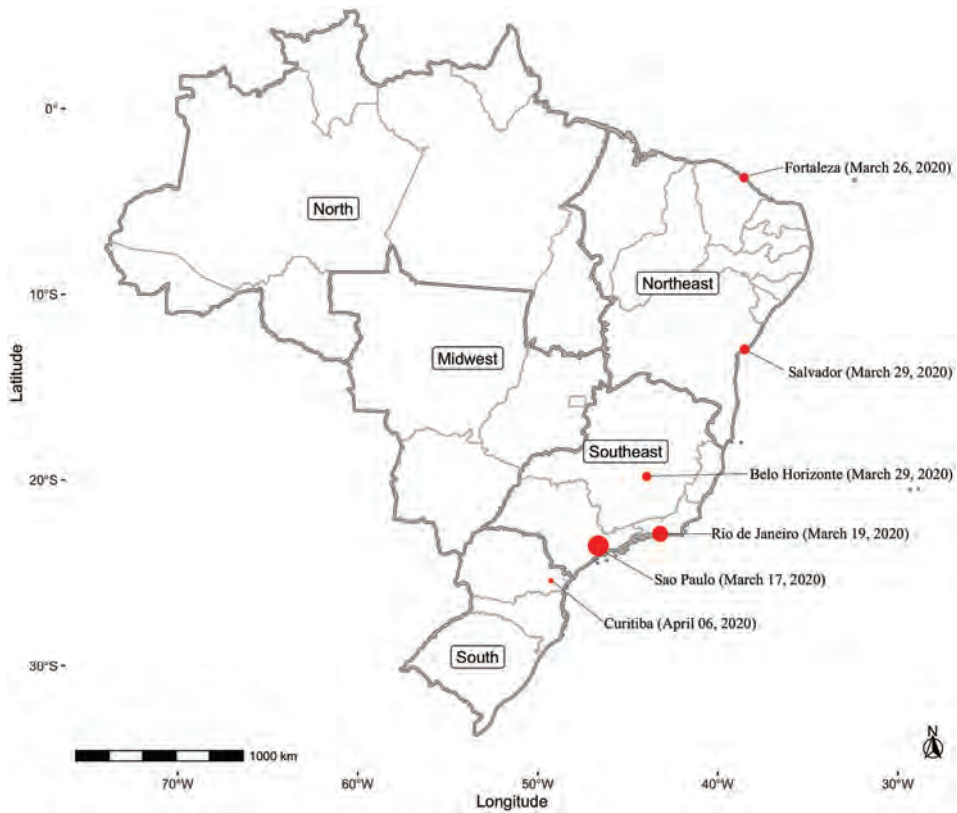 0°
Fortaleza (March 26, 2020)
North
Northeast
10°S
Latitude
Midwest
Salvador (March 29, 2020)
Southeast
Belo Horizonte (March 29, 2020)
20°S
Rio de Janeiro (March 19, 2020)
Sao Paulo (March 17, 2020)
Curitiba (April 06, 2020)
South
30°S
N
1000 km
70°W
60°W
50°W
40°W
30°W
Longitude